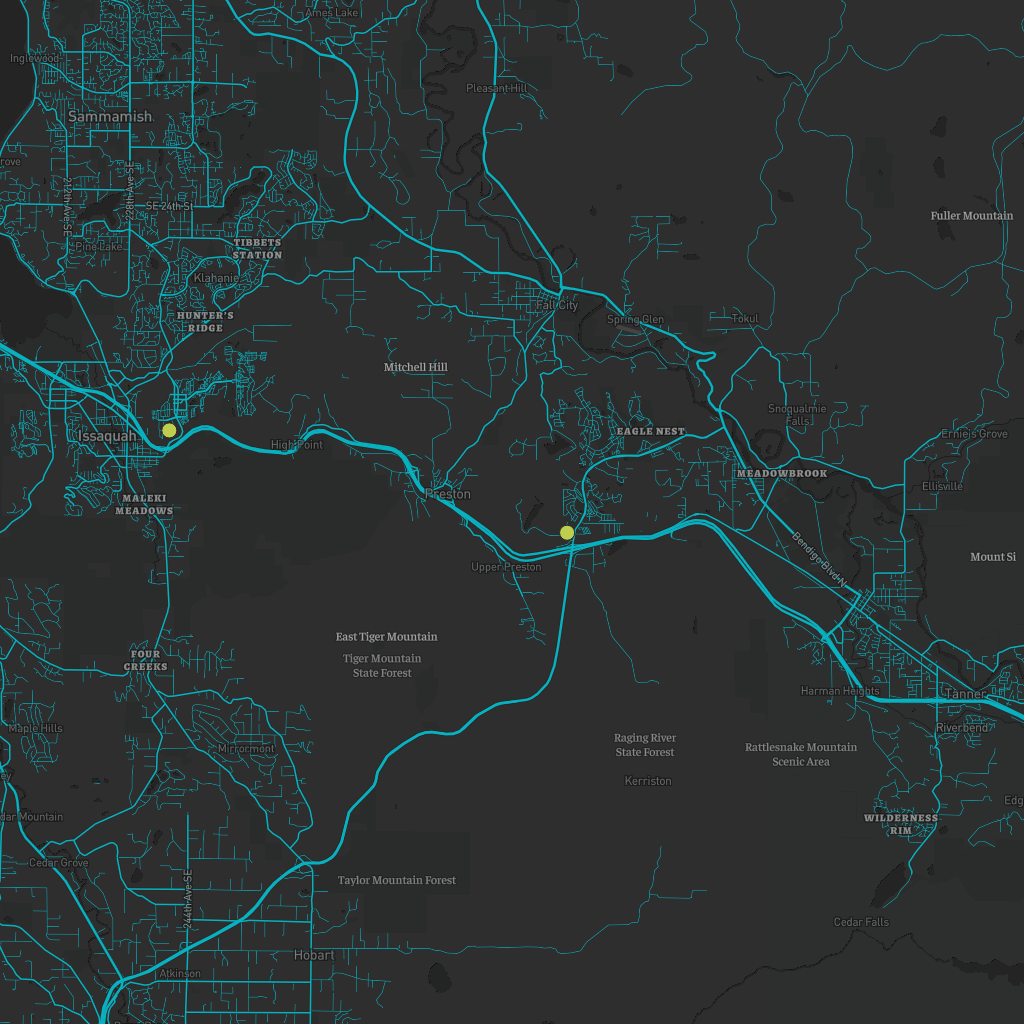 Ames Lake
Inglewood
Pleasant Hill
Sammamish
228th Ave SE
212th Ave SE
SE 24th St
Fuller Mountain
Pine Lake
TIBBETS
STATION
Klahanie
Fall City
HUNTER'S
RIDGE
Spring Glen
Tokul
Mitchell Hill
Snoqualmie
Falls
Issaquah
High Point
EAGLE NEST
Ernie's Grove
MEADOWBROOK
Ellisville
Preston
MALEKI
MEADOWS
Bendigo Blvd N
Mount Si
Upper Preston
East Tiger Mountain
FOUR
CREEKS
Tiger Mountain
State Forest
Harman Heights
Tanner
Maple Hills
Riverbend
Mirrormont
Raging River
State Forest
Rattlesnake Mountain
Scenic Area
Kerriston
Edg
dar Mountain
WILDERNESS
RIM
Cedar Grove
Taylor Mountain Forest
244th Ave SE
Cedar Falls
Hobart
Atkinson